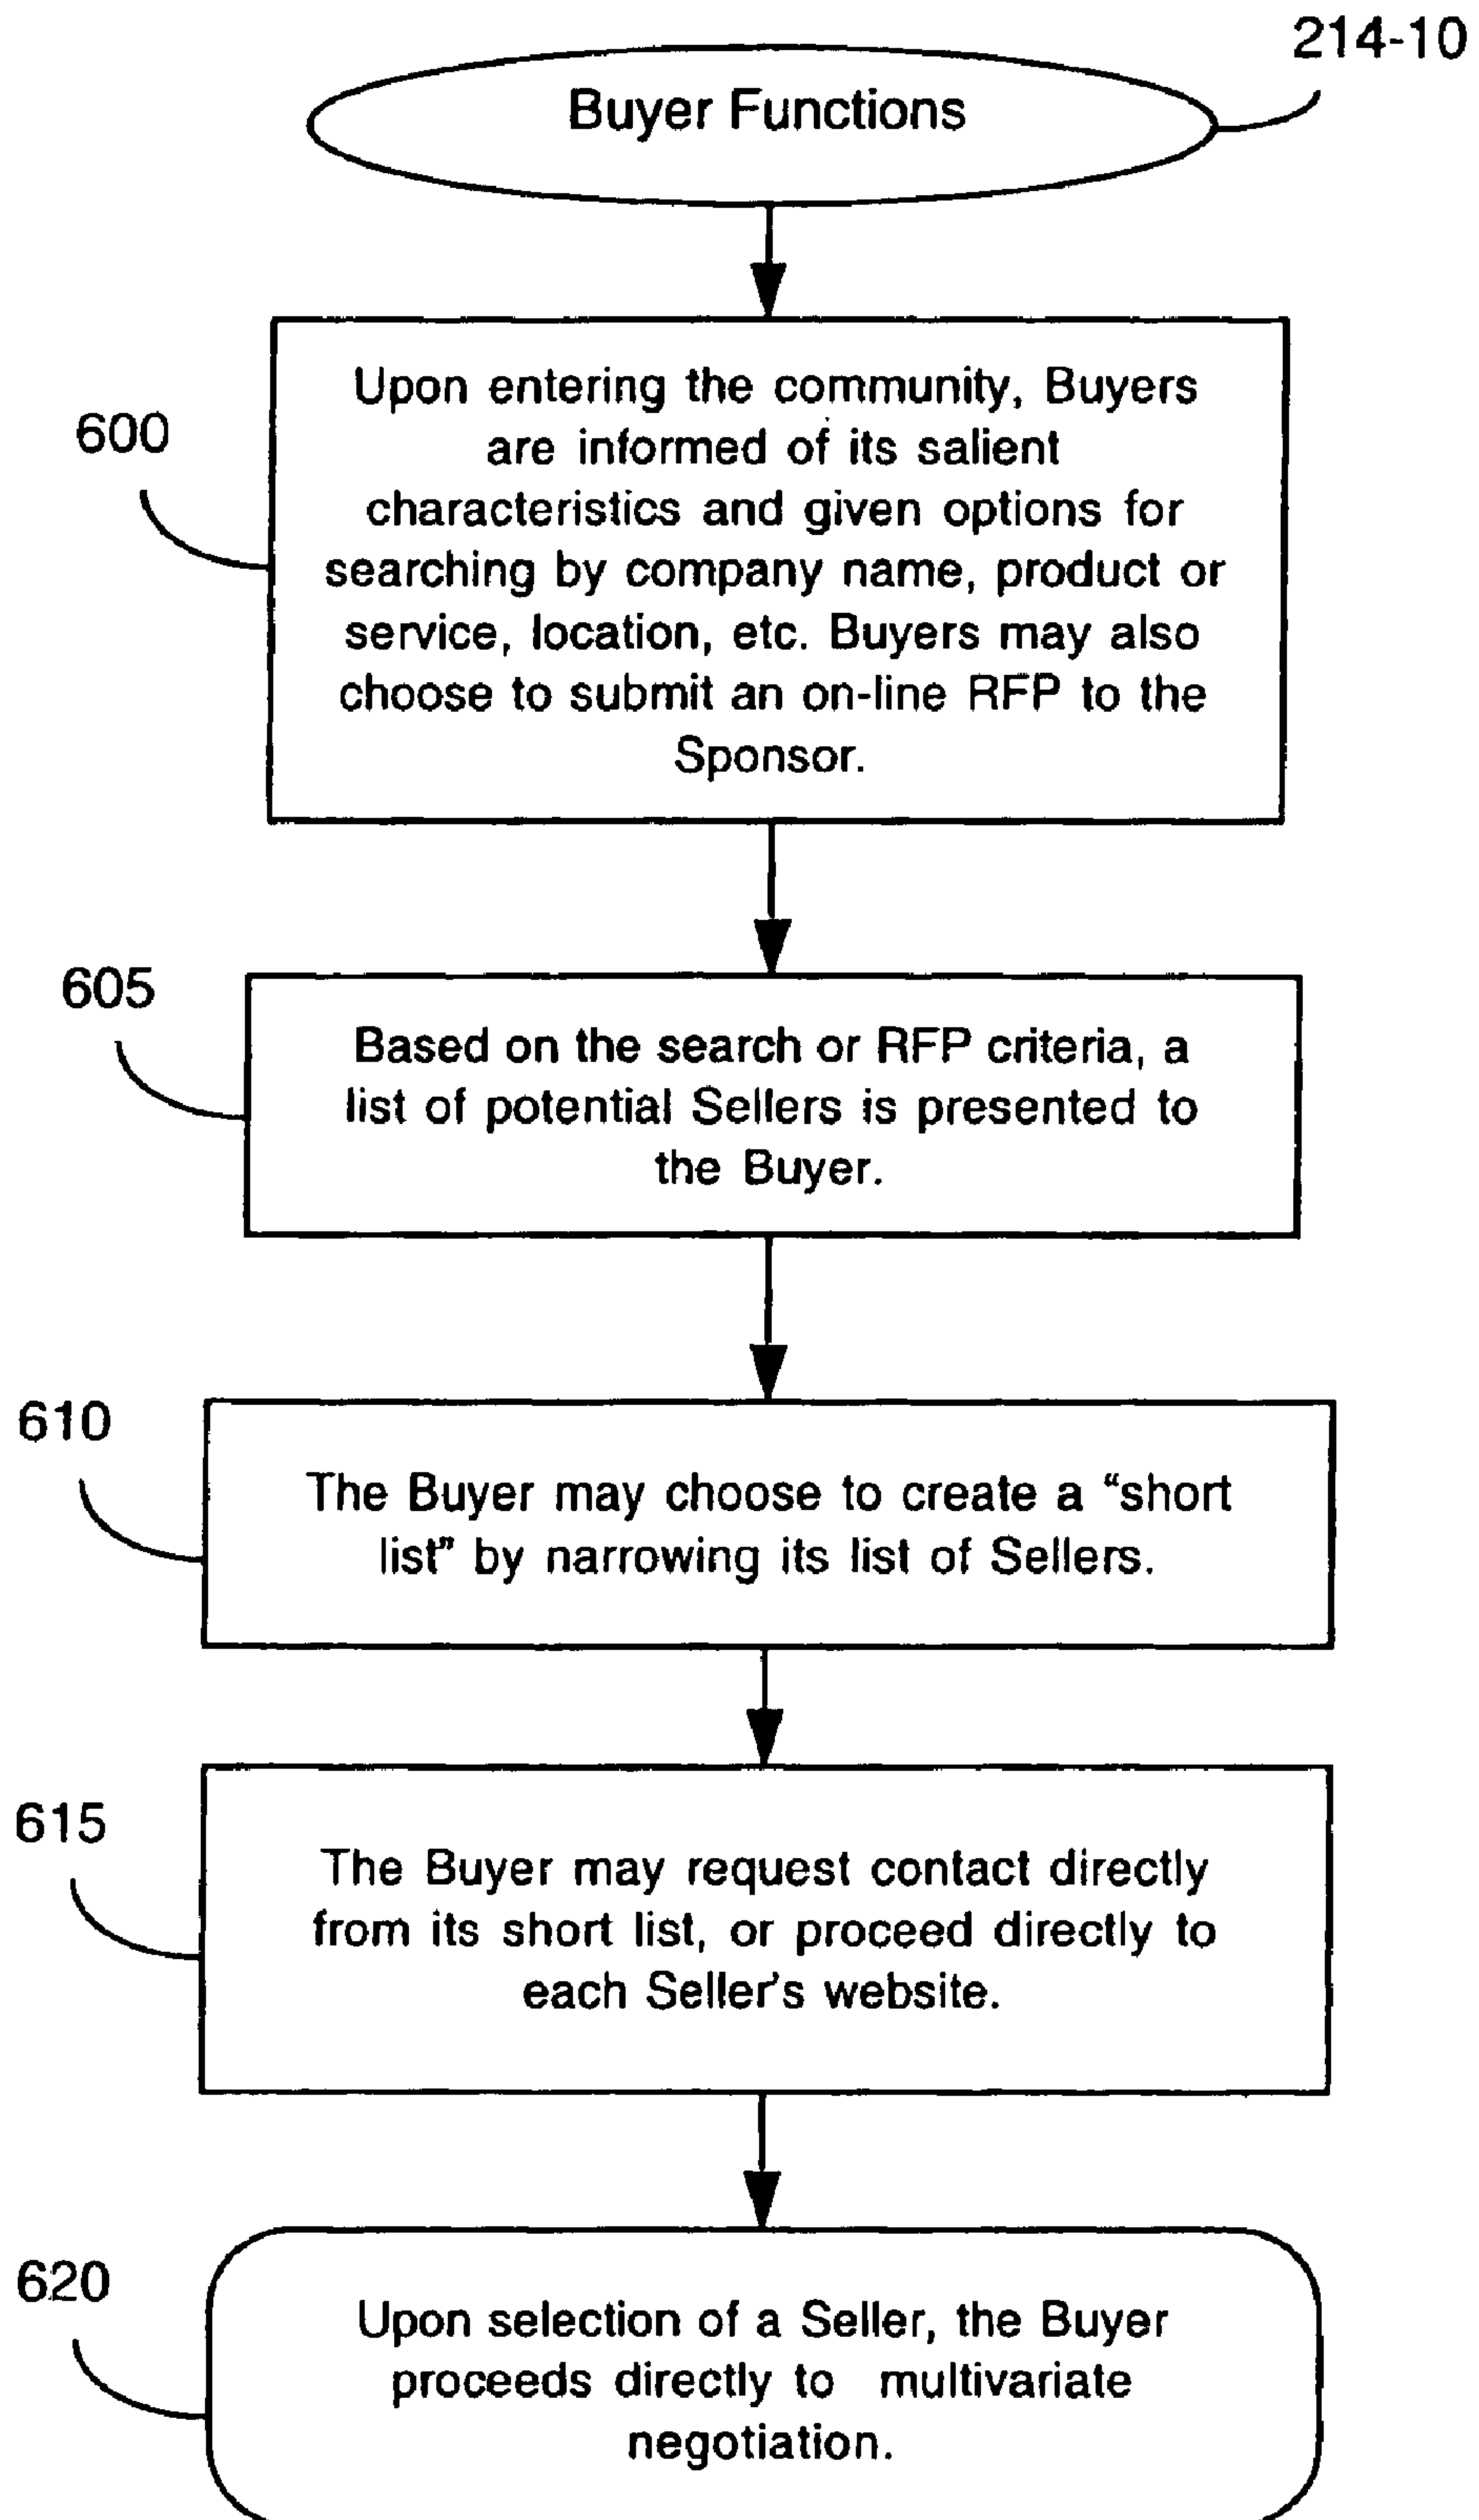 214-10
Buyer Functions
600
Upon entering the community, Buyers
are informed of its salient
characteristics and given options for
searching by company name, product or
service, location, etc. Buyers may also
choose to submit an on-line RFP to the
Sponsor.
605
Based on the search or RFP criteria, a
list of potential Sellers is presented to
the Buyer.
610
The Buyer may choose to create a “short
list” by narrowing its list of Sellers.
615
The Buyer may request contact directly
from its short list, or proceed directly to
each Seller’s website.
620
Upon selection of a Seller, the Buyer
proceeds directly to multivariate
negotiation.